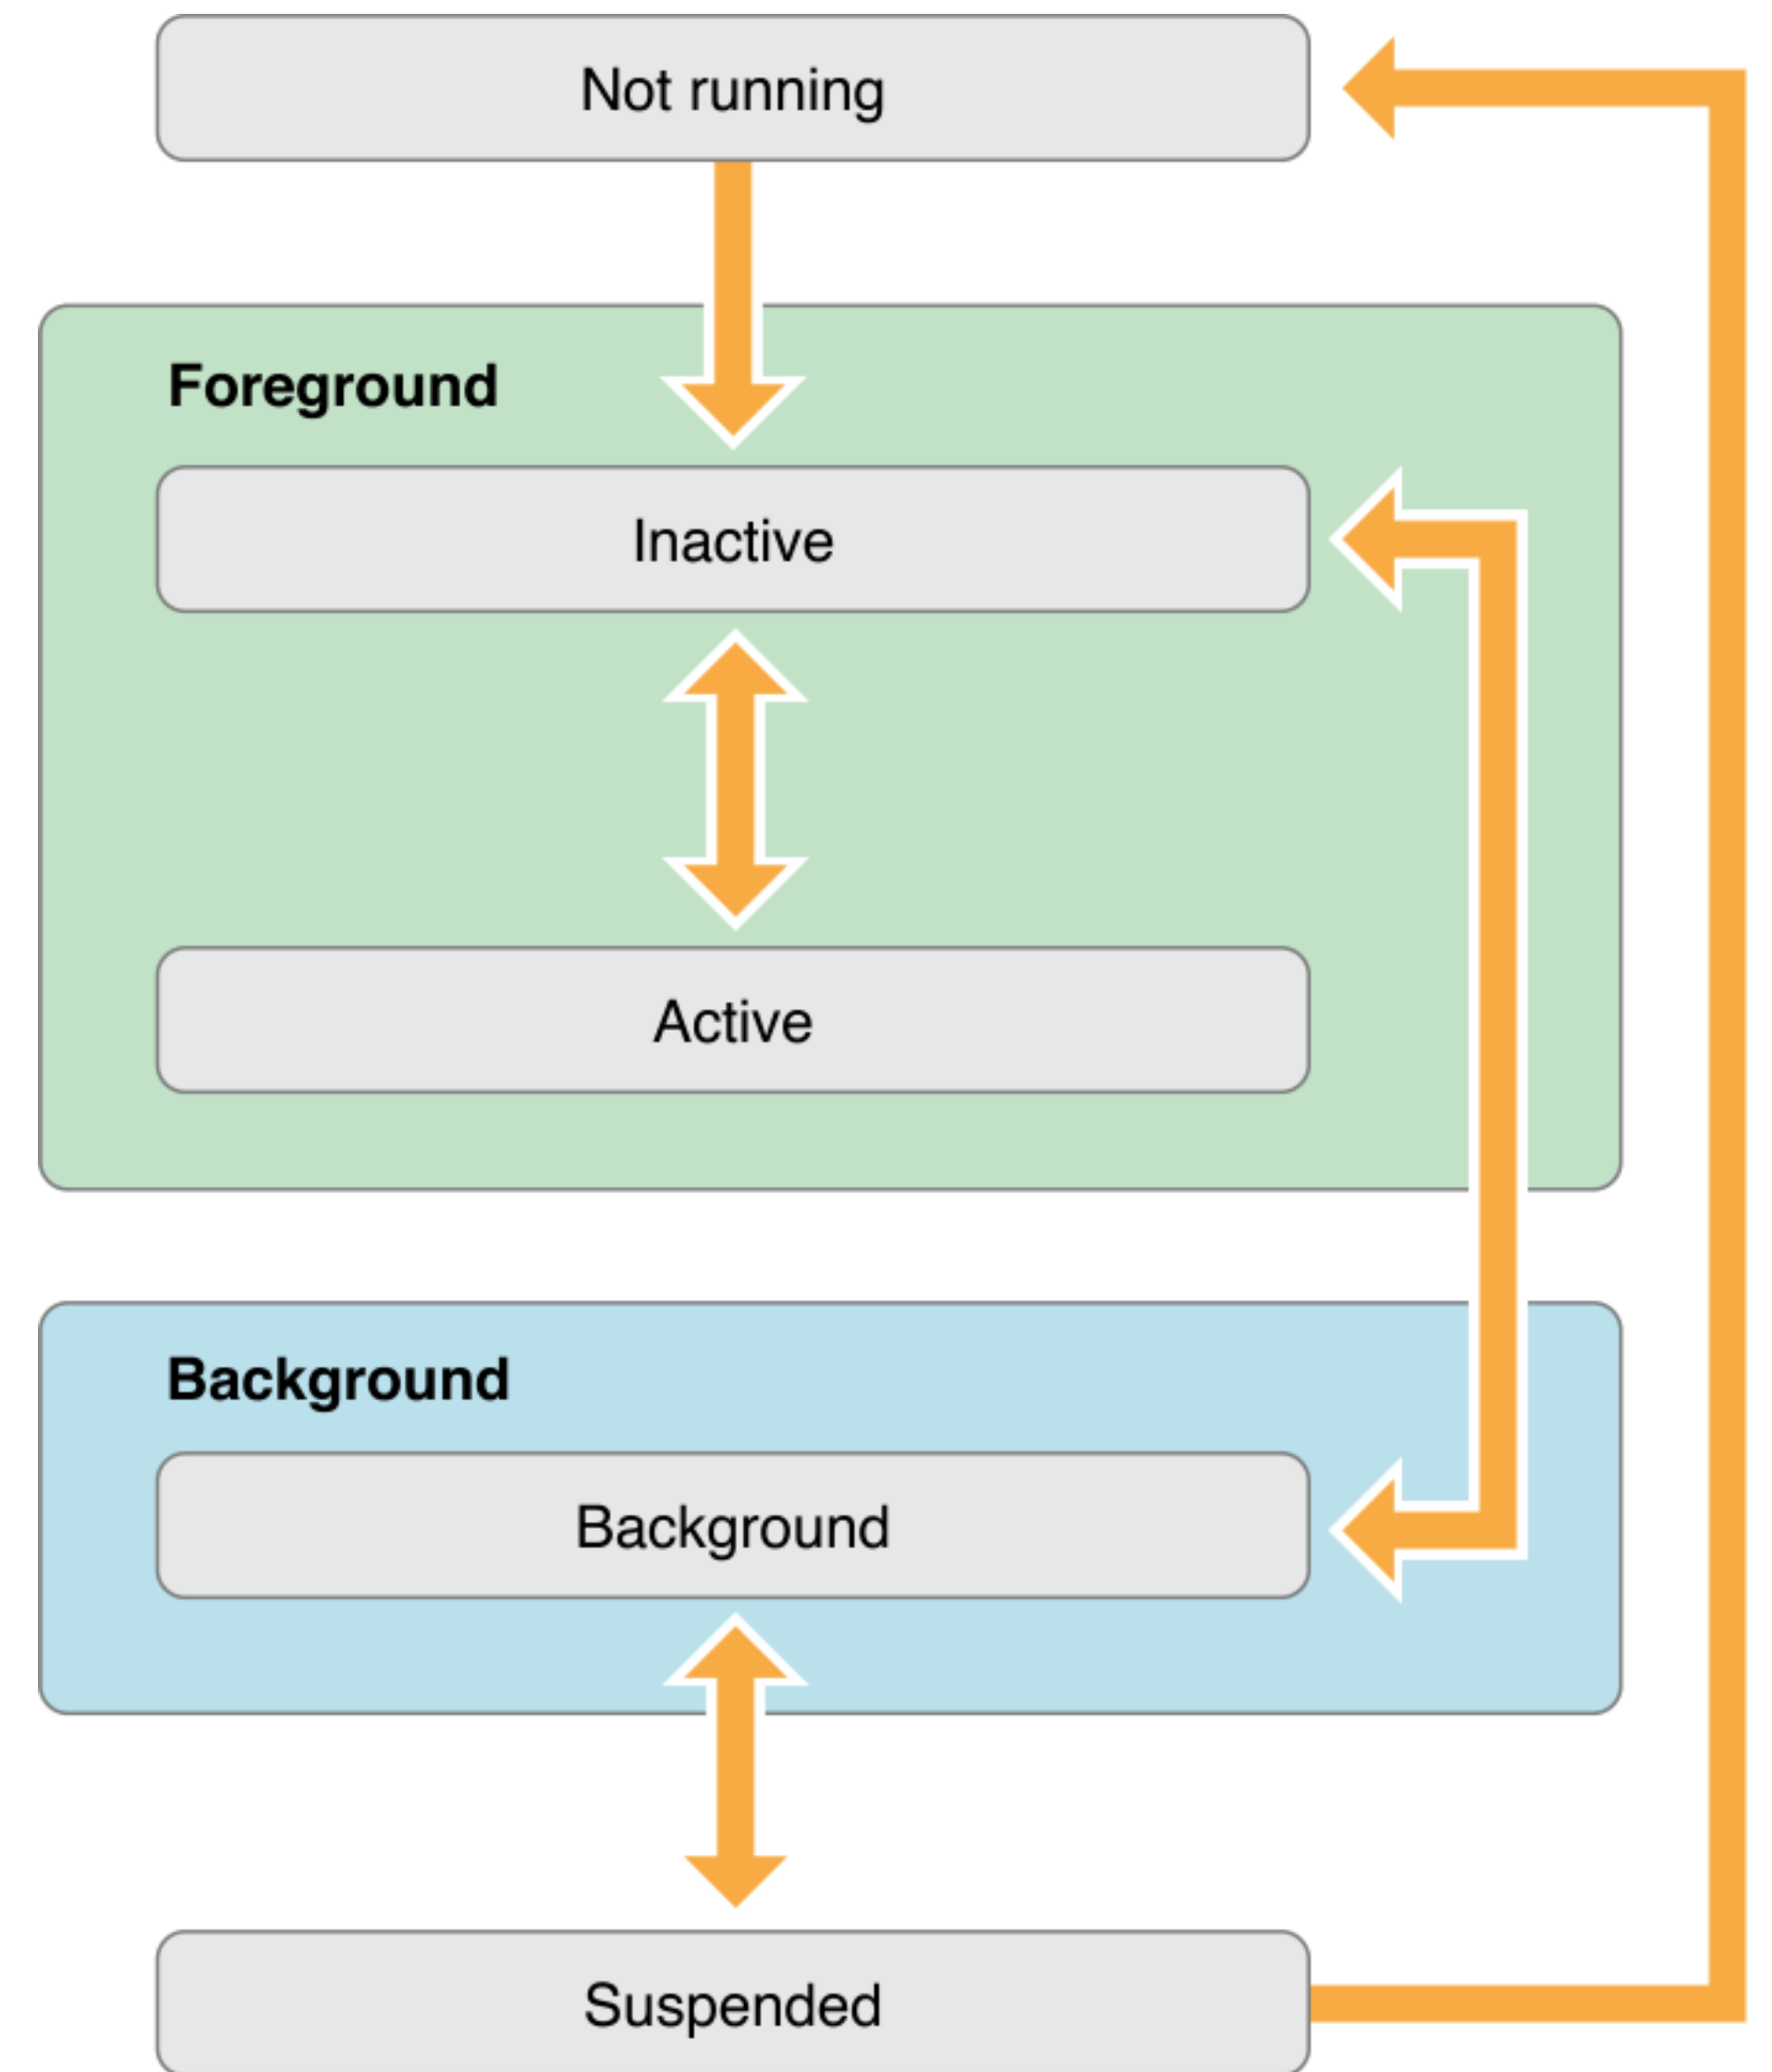 Not running
Foreground
Inactive
Active
Background
Background
Suspended